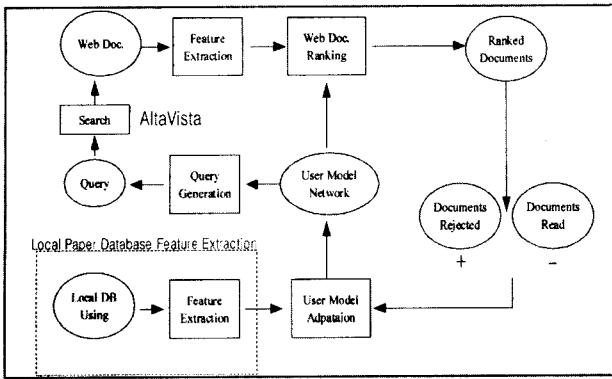 Web Doc.
Feature
Extraction
Web Doc.
Ranking
Ranked
Documents
Search
AltaVista
Query
Query
Generation
User Model
Network
Documents
Rejected
Documents
Read
+
-
Local Paper Database Feature Extraction
Local DB
Using
Feature
Extraction
User Model
Adpataion